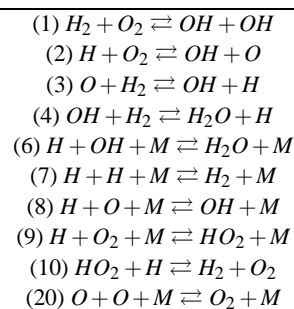 (1) H₂ + O₂ ⇄ OH + OH
(2) H + O₂ ⇄ OH + O
(3) O + H₂ ⇄ OH + H
(4) OH + H₂ ⇄ H₂O + H
(6) H + OH + M ⇄ H₂O + M
(7) H + H + M ⇄ H₂ + M
(8) H + O + M ⇄ OH + M
(9) H + O₂ + M ⇄ HO₂ + M
(10) HO₂ + H ⇄ H₂ + O₂
(20) O + O + M ⇄ O₂ + M